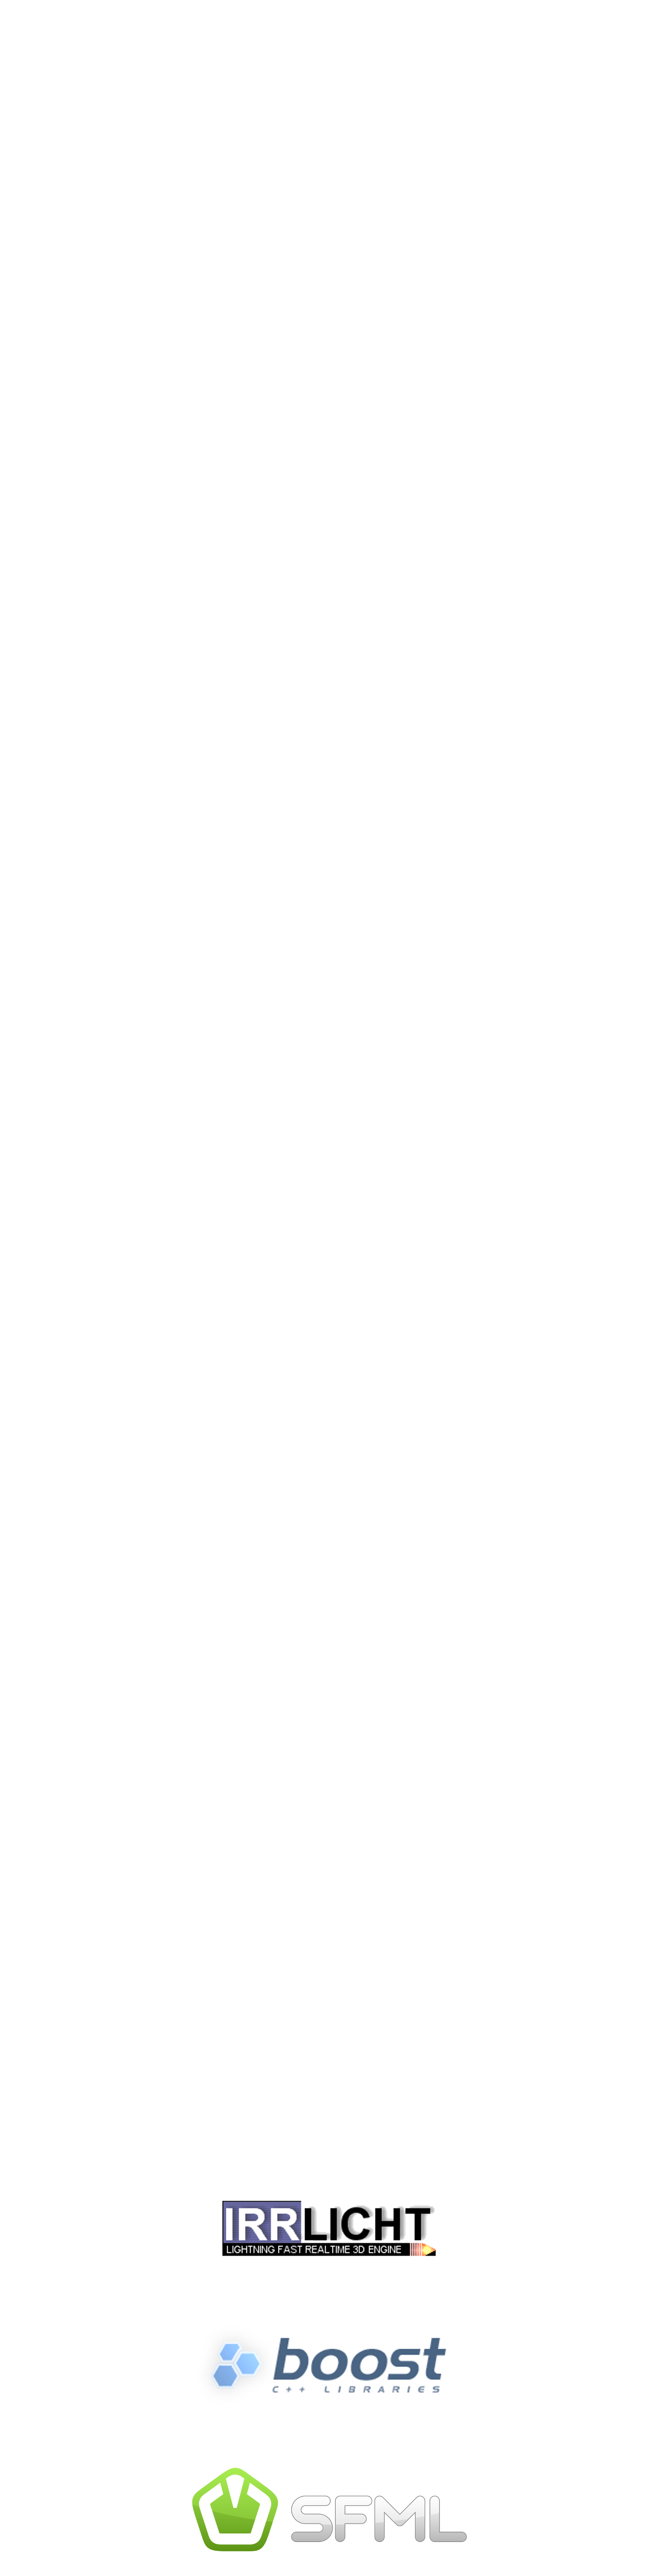 IRRLICHT
LIGHTNING FAST REALTIME 3D ENGINE
boost
C++ LIBRARIES
SFML